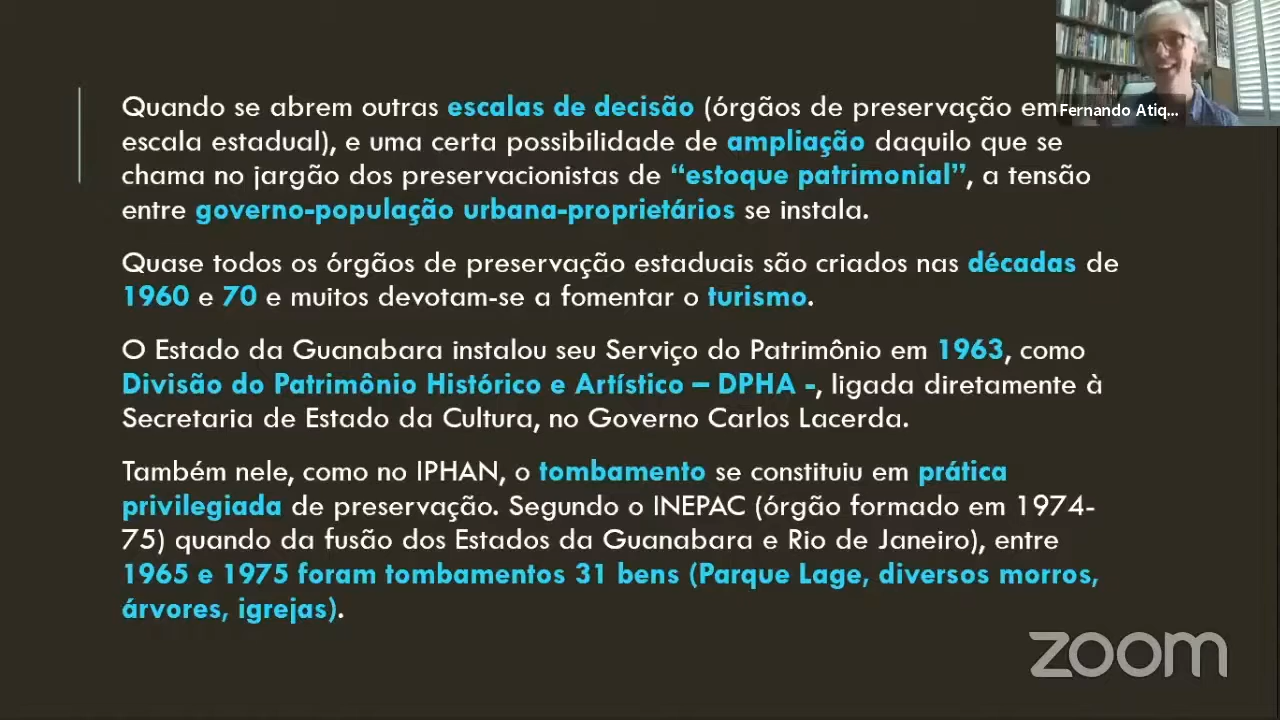 Quando se abrem outras escalas de decisão (órgãos de preservação em
escala estadual), e uma certa possibilidade de ampliação daquilo que se
chama no jargão dos preservacionistas de “estoque patrimonial”, a tensão
entre governo-população urbana-proprietários se instala.
Quase todos os órgãos de preservação estaduais são criados nas décadas de
1960 e 70 e muitos devotam-se a fomentar o turismo.
O Estado da Guanabara instalou seu Serviço do Patrimônio em 1963, como
Divisão do Patrimônio Histórico e Artístico – DPHA -, ligada diretamente à
Secretaria de Estado da Cultura, no Governo Carlos Lacerda.
Também nele, como no IPHAN, o tombamento se constituiu em prática
privilegiada de preservação. Segundo o INEPAC (órgão formado em 1974-
75) quando da fusão dos Estados da Guanabara e Rio de Janeiro), entre
1965 e 1975 foram tombamentos 31 bens (Parque Lage, diversos morros,
árvores, igrejas).
Fernando Atiq...
zoom